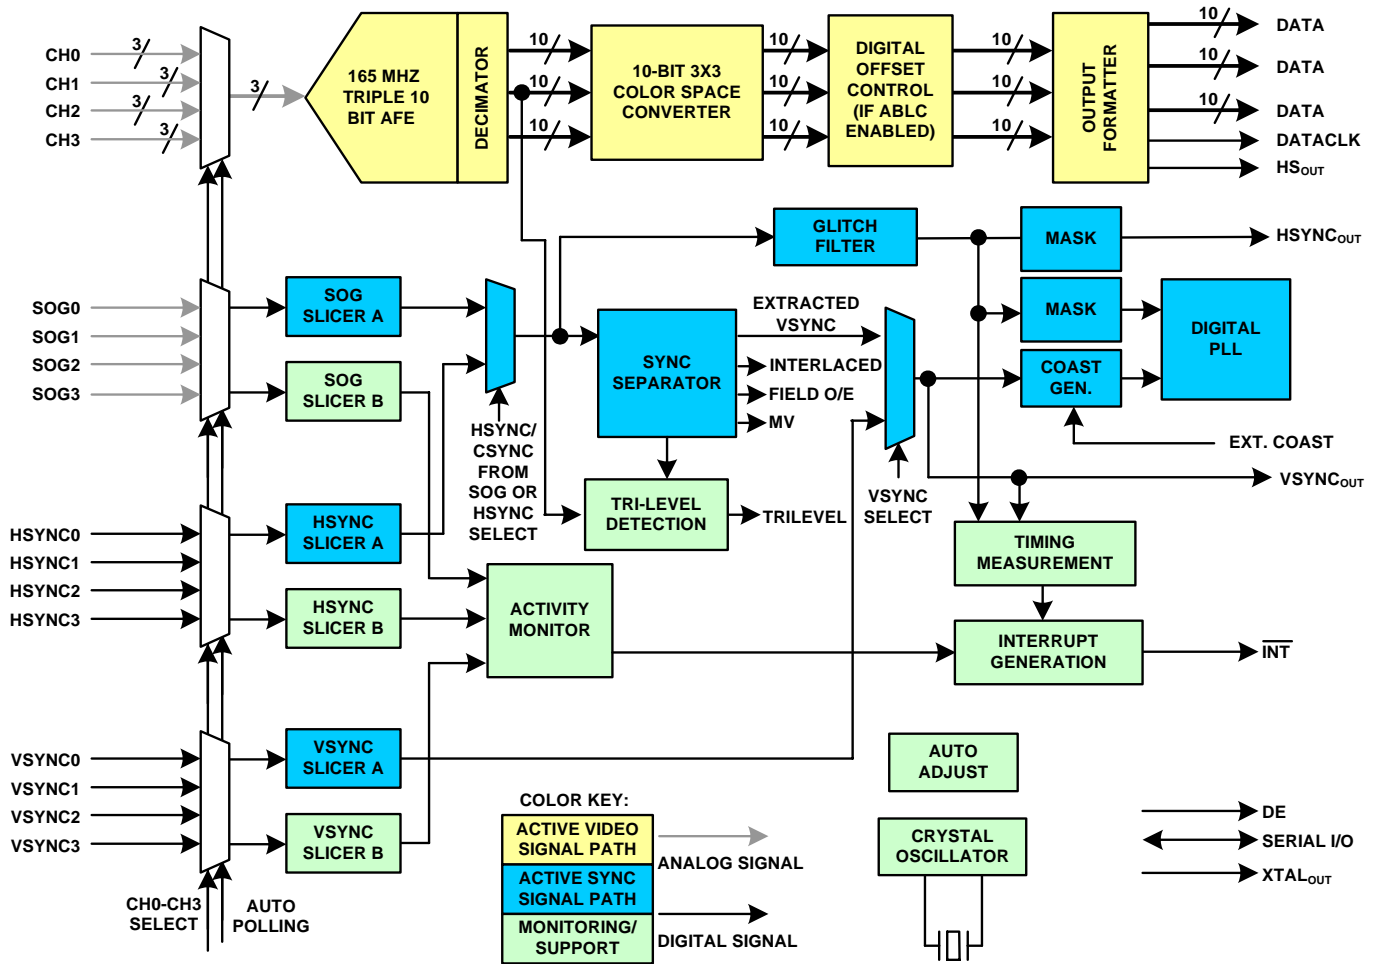 CH0
CH1
CH2
CH3
3
3
3
3
3
165 MHZ
TRIPLE 10
BIT AFE
DECIMATOR
10
10
10
10-BIT 3X3
COLOR SPACE
CONVERTER
10
10
10
DIGITAL
OFFSET
CONTROL
(IF ABLC
ENABLED)
10
10
10
OUTPUT
FORMATTER
10
10
10
DATA
DATA
DATA
DATACLK
HSOUT
GLITCH
FILTER
MASK
HSYNCOUT
SOG0
SOG1
SOG2
SOG3
SOG
SLICER A
SOG
SLICER B
HSYNC/
CSYNC
FROM
SOG OR
HSYNC
SELECT
SYNC
SEPARATOR
EXTRACTED
VSYNC
INTERLACED
FIELD O/E
MV
MASK
COAST
GEN.
DIGITAL
PLL
EXT. COAST
VSYNC
SELECT
VSYNCOUT
TRI-LEVEL
DETECTION
TRILEVEL
HSYNC0
HSYNC1
HSYNC2
HSYNC3
HSYNC
SLICER A
HSYNC
SLICER B
ACTIVITY
MONITOR
TIMING
MEASUREMENT
INTERRUPT
GENERATION
INT
VSYNC0
VSYNC1
VSYNC2
VSYNC3
VSYNC
SLICER A
VSYNC
SLICER B
CH0-CH3
SELECT
AUTO
POLLING
COLOR KEY:
ACTIVE VIDEO
SIGNAL PATH
ACTIVE SYNC
SIGNAL PATH
MONITORING/
SUPPORT
ANALOG SIGNAL
DIGITAL SIGNAL
AUTO
ADJUST
CRYSTAL
OSCILLATOR
DE
SERIAL I/O
XTALOUT